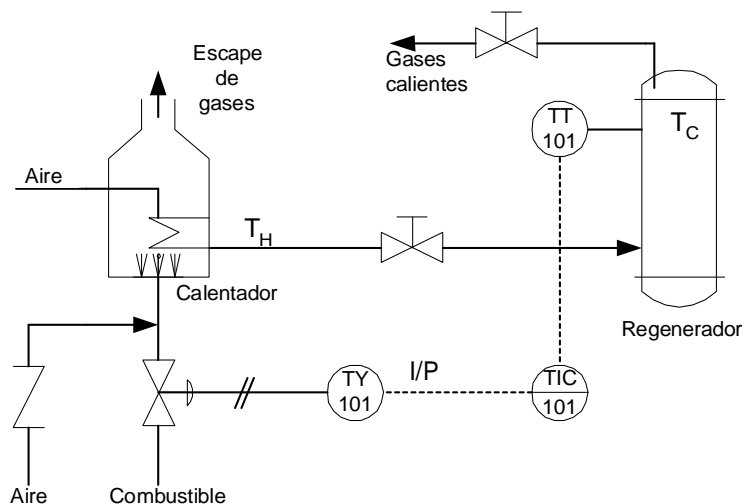 Escape
de
gases
Gases
calientes
TT
101
T_C
Aire
T_H
Calentador
Regenerador
I/P
TY
101
TIC
101
Aire
Combustible